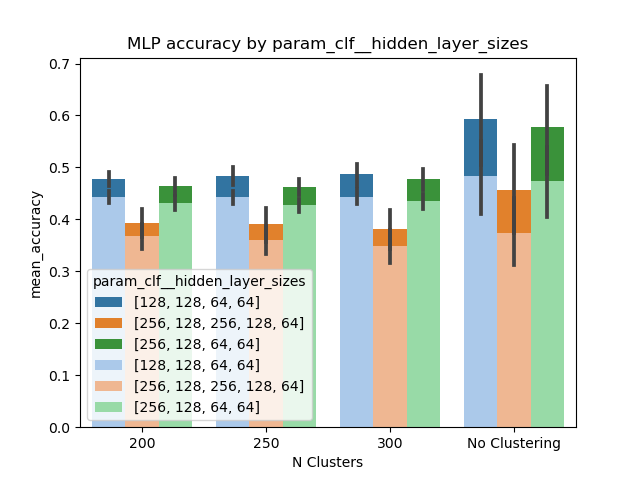 MLP accuracy by param_clf__hidden_layer_sizes
mean_accuracy
0.7
0.6
0.5
0.4
0.3
0.2
0.1
0.0
param_clf__hidden_layer_sizes
[128, 128, 64, 64]
[256, 128, 256, 128, 64]
[256, 128, 64, 64]
[128, 128, 64, 64]
[256, 128, 256, 128, 64]
[256, 128, 64, 64]
200 250 300 No Clustering
N Clusters